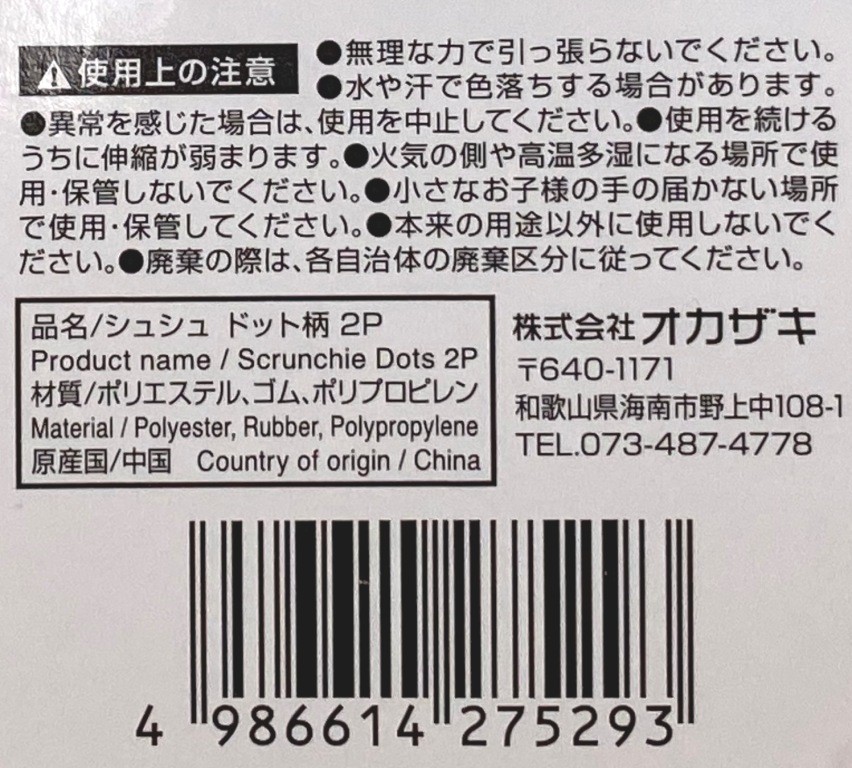 使用上の注意
●無理な力で引っ張らないでください。
●水や汗で色落ちする場合があります。
●異常を感じた場合は、使用を中止してください。●使用を続ける
うちに伸縮が弱まります。●火気の側や高温多湿になる場所で使
用・保管しないでください。●小さなお子様の手の届かない場所
で使用・保管してください。●本来の用途以外に使用しないでく
ださい。●廃棄の際は、各自治体の廃棄区分に従ってください。
品名/シュシュ ドット柄 2P
Product name / Scrunchie Dots 2P
材質/ポリエステル、ゴム、ポリプロピレン
Material / Polyester, Rubber, Polypropylene
原産国/中国 Country of origin / China
株式会社オカザキ
〒640-1171
和歌山県海南市野上中108-1
TEL.073-487-4778
4 986614 275293